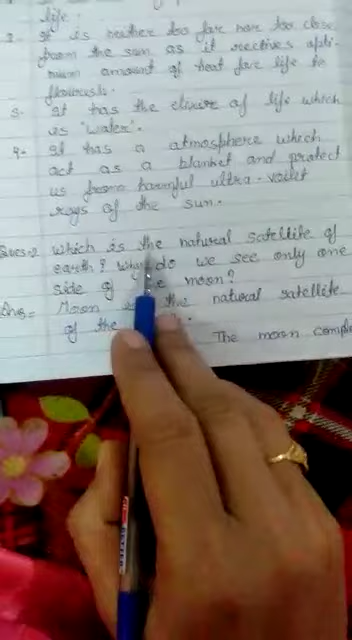 life.
2. It is neither too far nor too close
from the sun as it receives opti-
mum amount of heat for life to
flourish.
3- It has the elixir of life which
is "water".
4- It has a atmosphere which
act as a blanket and protect
us from harmful ultra-voilet
rays of the sun.
Ques-2 Which is the natural satellite of
earth? Why do we see only one
side of moon?
Ans= Moon the natural satellite
of the
The moon comple